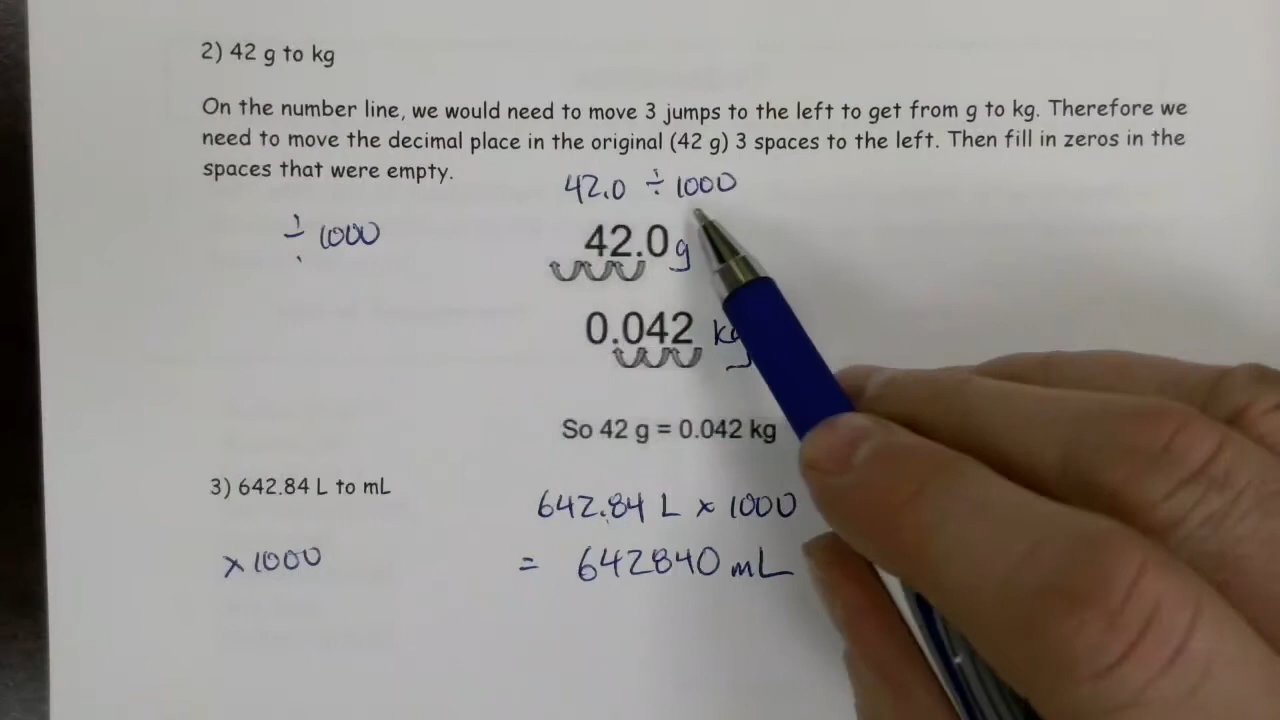 2) 42 g to kg
On the number line, we would need to move 3 jumps to the left to get from g to kg. Therefore we
need to move the decimal place in the original (42 g) 3 spaces to the left. Then fill in zeros in the
spaces that were empty.
42.0 ÷ 1000
÷ 1000
42.0 g
0.042 kg
So 42 g = 0.042 kg
3) 642.84 L to mL
642.84 L x 1000
x 1000
= 642840 mL